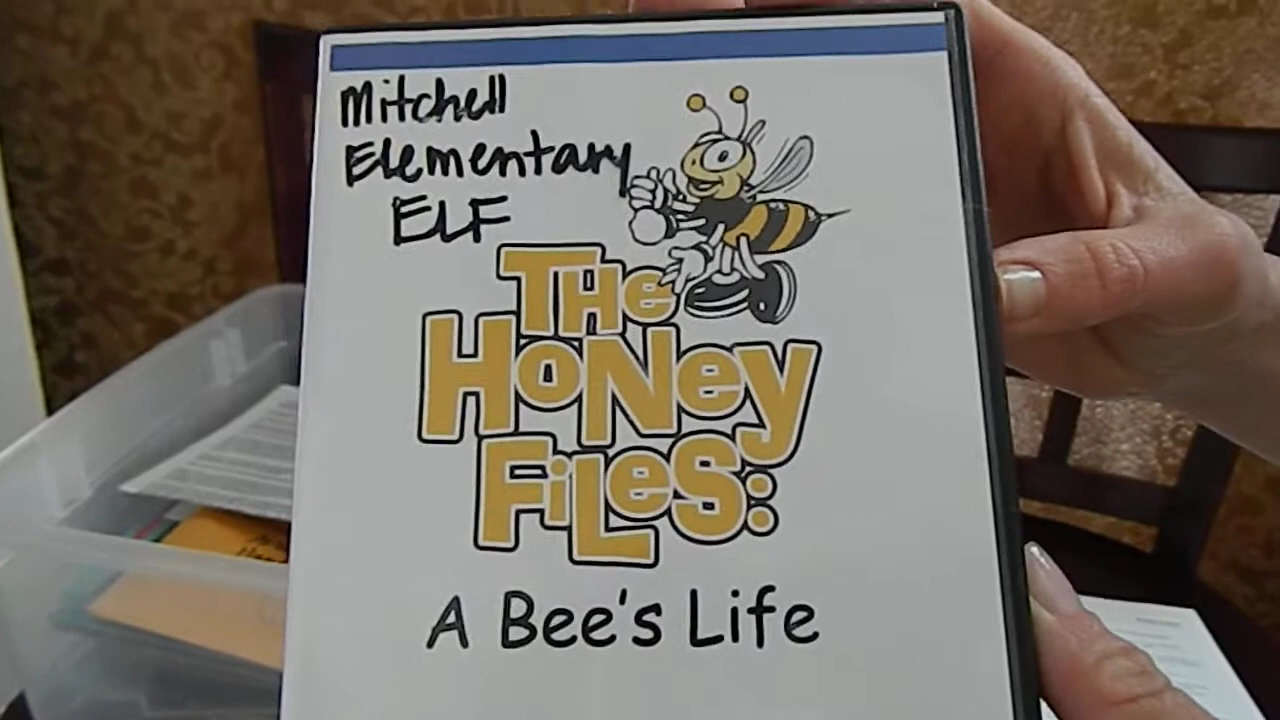 Mitchell
Elementary
ELF
THe
HoNey
FiLeS:
A Bee's Life